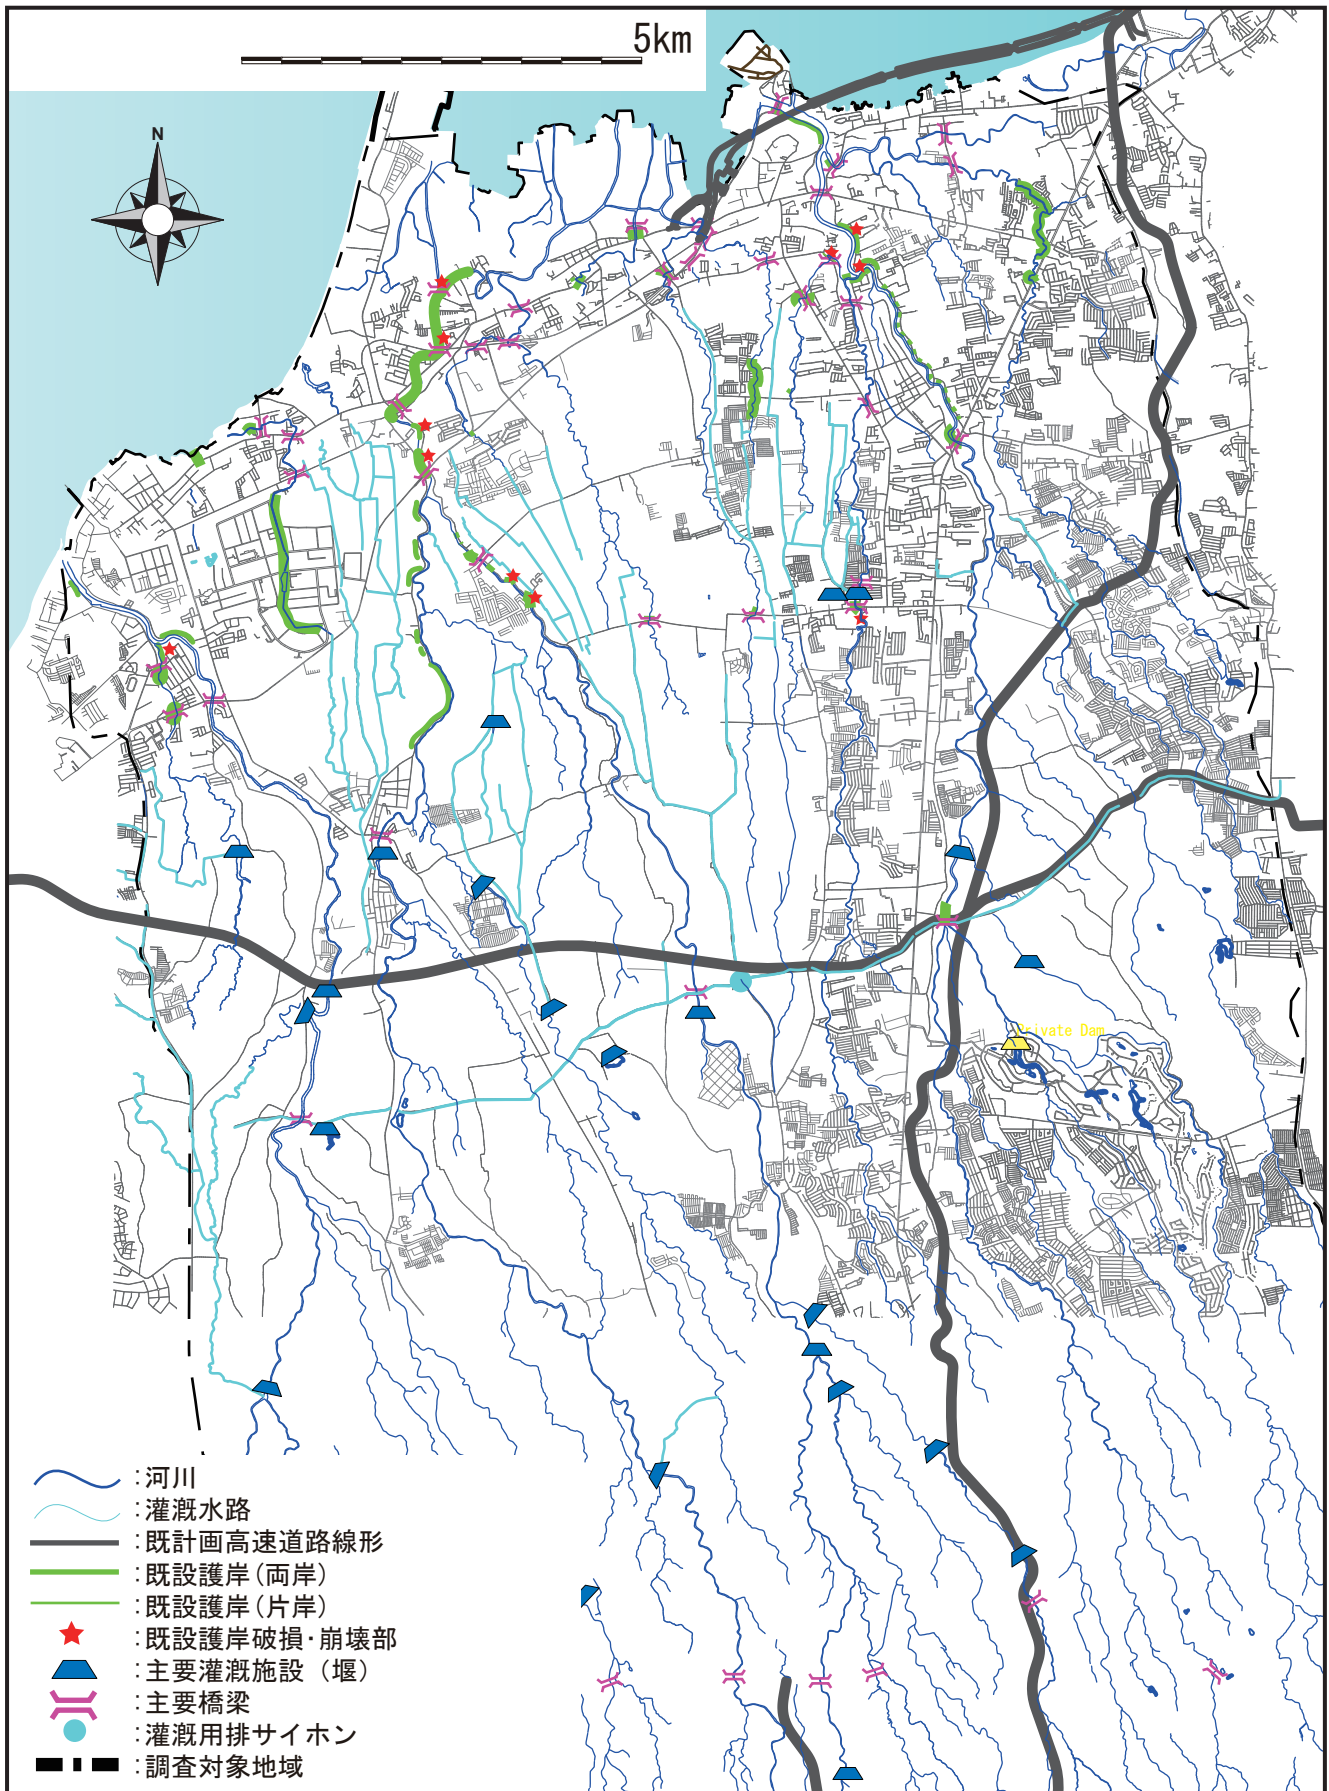 5km
N
Private Dam
:河川
:灌漑水路
:既計画高速道路線形
:既設護岸(両岸)
:既設護岸(片岸)
:既設護岸破損・崩壊部
:主要灌漑施設（堰）
:主要橋梁
:灌漑用排サイホン
:調査対象地域